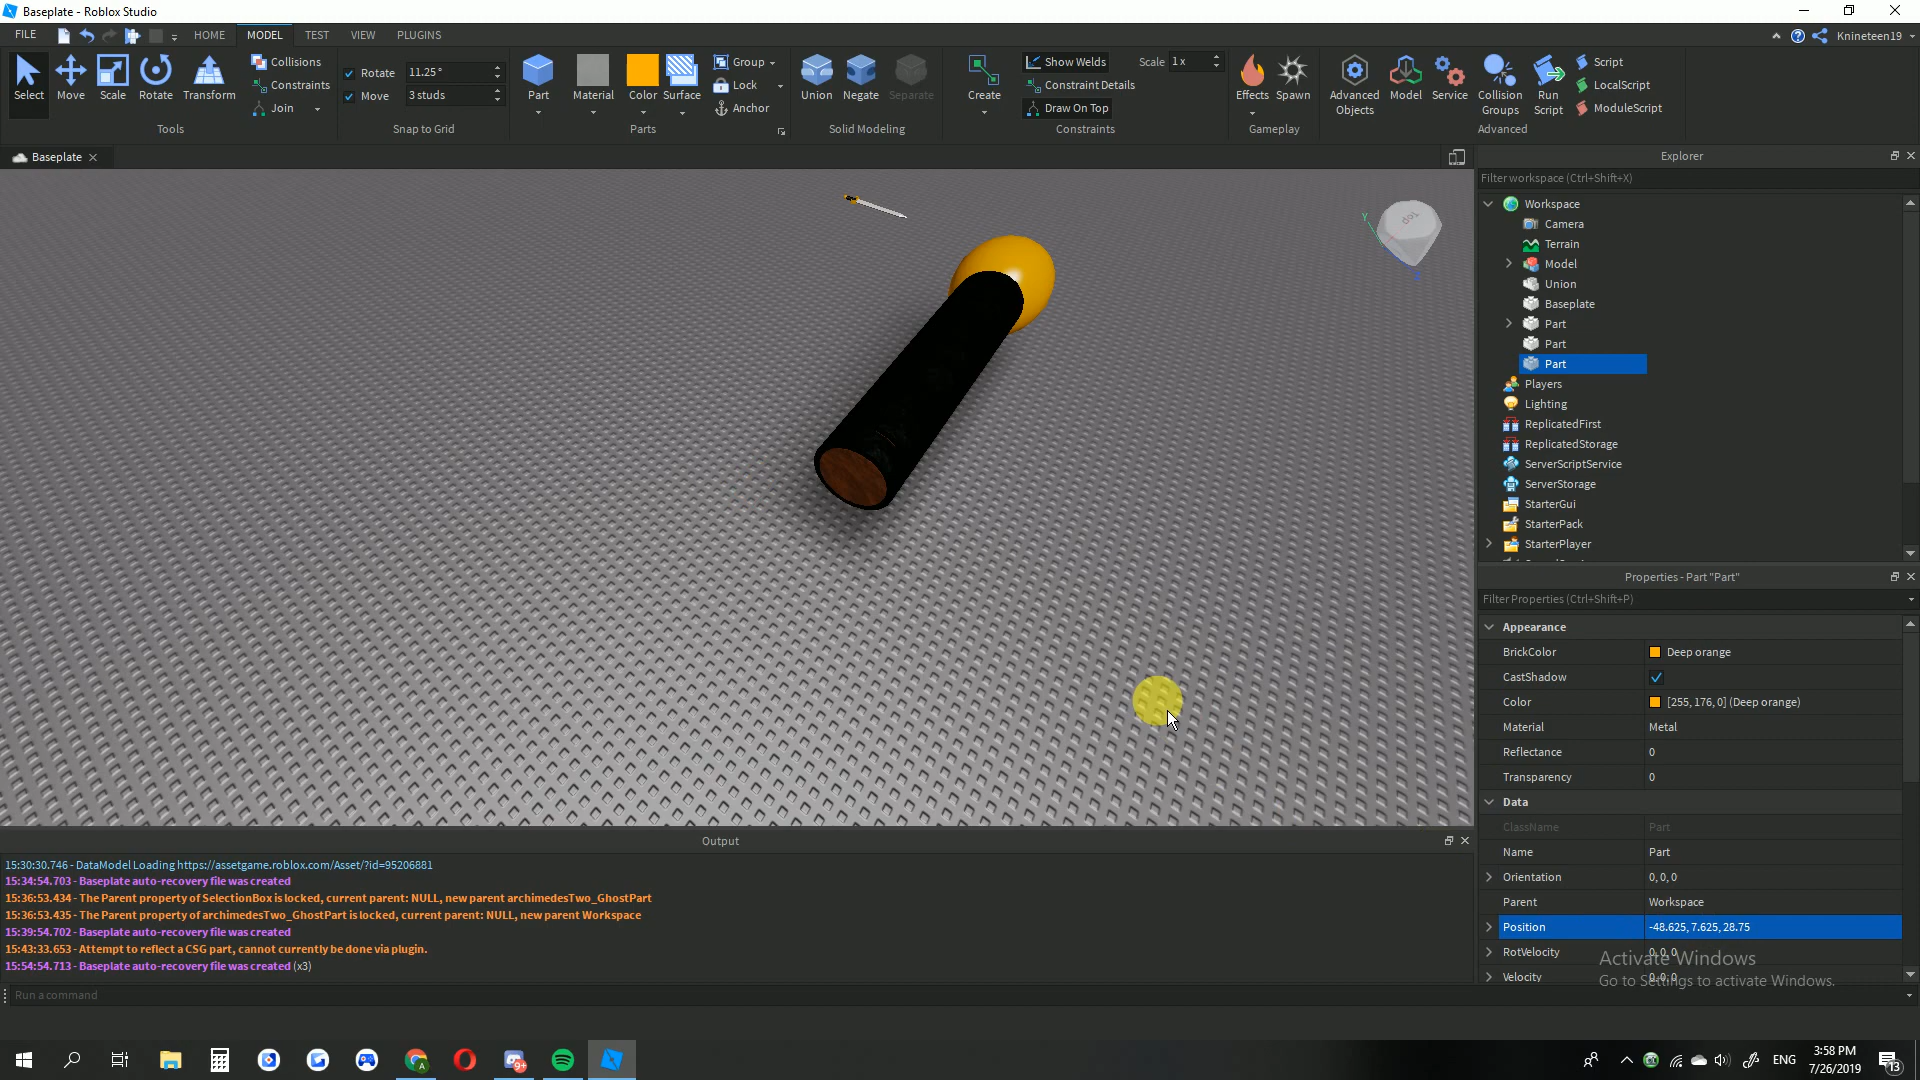 Baseplate - Roblox Studio
FILE
HOME
MODEL
TEST
VIEW
PLUGINS
Knineteen19
Select
Move
Scale
Rotate
Transform
Collisions
Constraints
Join
Tools
Rotate
11.25°
Move
3 studs
Snap to Grid
Part
Material
Color
Surface
Group
Lock
Anchor
Parts
Union
Negate
Separate
Solid Modeling
Create
Show Welds
Scale
1x
Constraint Details
Draw On Top
Constraints
Effects
Spawn
Gameplay
Advanced
Objects
Model
Service
Collision
Groups
Run
Script
Script
LocalScript
ModuleScript
Advanced
Baseplate
Explorer
Filter workspace (Ctrl+Shift+X)
Workspace
Camera
Terrain
Model
Union
Baseplate
Part
Part
Part
Players
Lighting
ReplicatedFirst
ReplicatedStorage
ServerScriptService
ServerStorage
StarterGui
StarterPack
StarterPlayer
Top
Y
Properties - Part "Part"
Filter Properties (Ctrl+Shift+P)
Appearance
BrickColor
Deep orange
CastShadow
Color
[255, 176, 0] (Deep orange)
Material
Metal
Reflectance
0
Transparency
0
Data
ClassName
Part
Name
Part
Orientation
0, 0, 0
Parent
Workspace
Position
-48.625, 7.625, 28.75
RotVelocity
0, 0, 0
Velocity
0, 0, 0
Activate Windows
Go to Settings to activate Windows.
Output
15:30:30.746 - DataModel Loading https://assetgame.roblox.com/Asset/?id=95206881
15:34:54.703 - Baseplate auto-recovery file was created
15:36:53.434 - The Parent property of SelectionBox is locked, current parent: NULL, new parent archimedesTwo_GhostPart
15:36:53.435 - The Parent property of archimedesTwo_GhostPart is locked, current parent: NULL, new parent Workspace
15:39:54.702 - Baseplate auto-recovery file was created
15:43:33.653 - Attempt to reflect a CSG part, cannot currently be done via plugin.
15:54:54.713 - Baseplate auto-recovery file was created (x3)
Run a command
9+
ENG
3:58 PM
7/26/2019
13